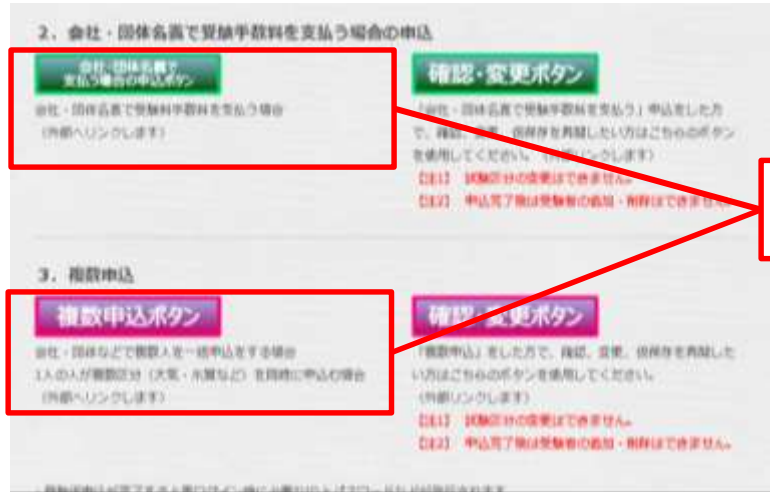 2. 会社・団体名義で受験手数料を支払う場合の申込
会社・団体名義で
支払う場合の申込ボタン
確認・変更ボタン
会社・団体名義で受験料手数料を支払う場合
（外部へリンクします）
「会社・団体名義で受験手数料を支払う」申込をした方
で、確認、変更、仮保存を再開したい方はこちらのボタン
を使用してください。（外部リンクします）
【注1】 試験区分の変更はできません。
【注2】 申込完了後は受験者の追加・削除はできません。
3. 複数申込
複数申込ボタン
確認・変更ボタン
会社・団体などで複数人を一括申込をする場合
1人の人が複数区分（大気・水質など）を同時に申込む場合
（外部へリンクします）
「複数申込」をした方で、確認、変更、仮保存を再開した
い方はこちらのボタンを使用してください。
（外部リンクします）
【注1】 試験区分の変更はできません。
【注2】 申込完了後は受験者の追加・削除はできません。